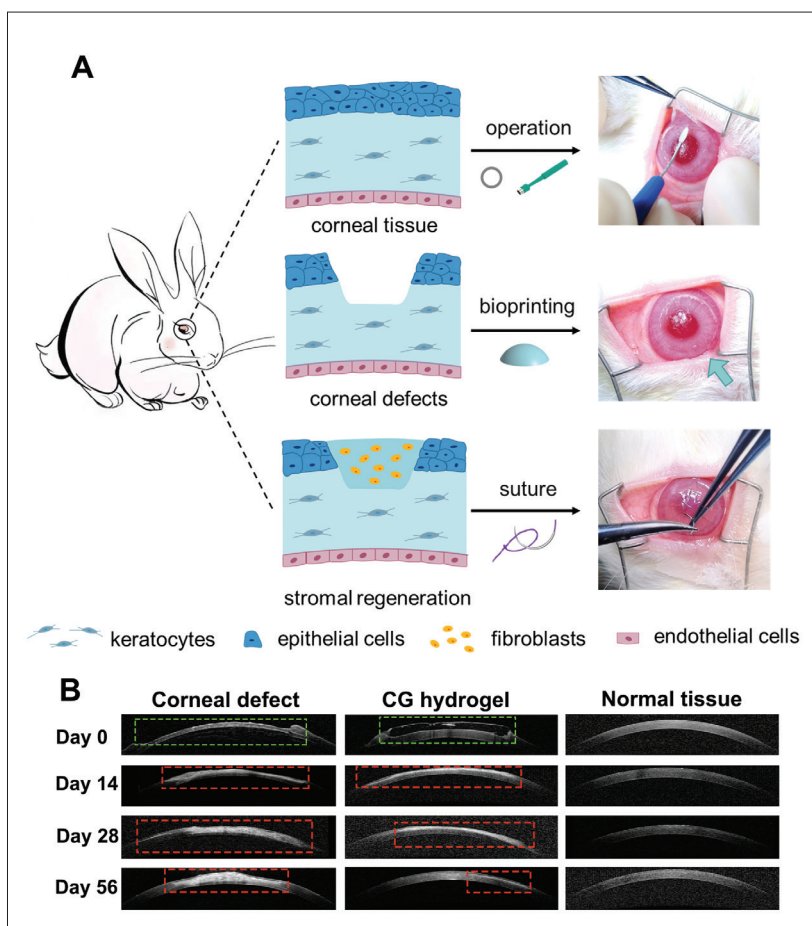 A
operation
corneal tissue
bioprinting
corneal defects
suture
stromal regeneration
keratocytes epithelial cells fibroblasts endothelial cells
B
Corneal defect CG hydrogel Normal tissue
Day 0
Day 14
Day 28
Day 56